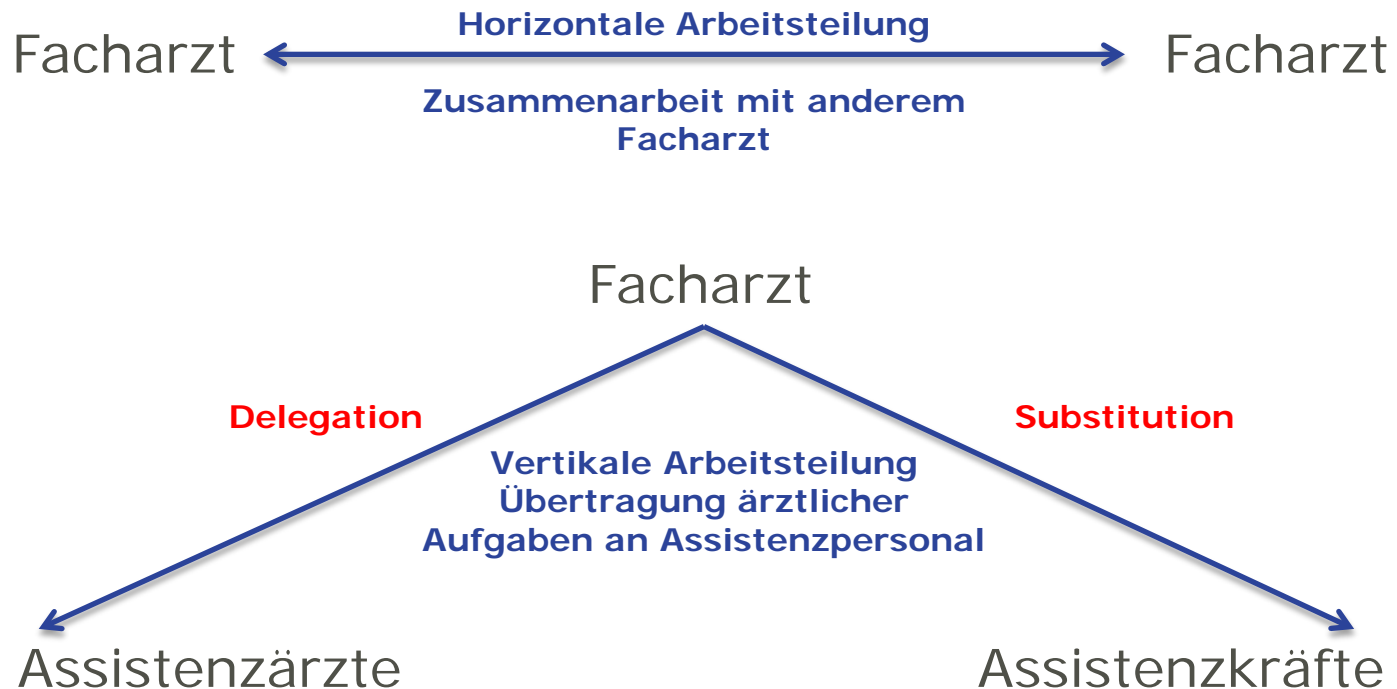 Horizontale Arbeitsteilung
Facharzt
Facharzt
Zusammenarbeit mit anderem
Facharzt
Facharzt
Delegation
Substitution
Vertikale Arbeitsteilung
Übertragung ärztlicher
Aufgaben an Assistenzpersonal
Assistenzärzte
Assistenzkräfte